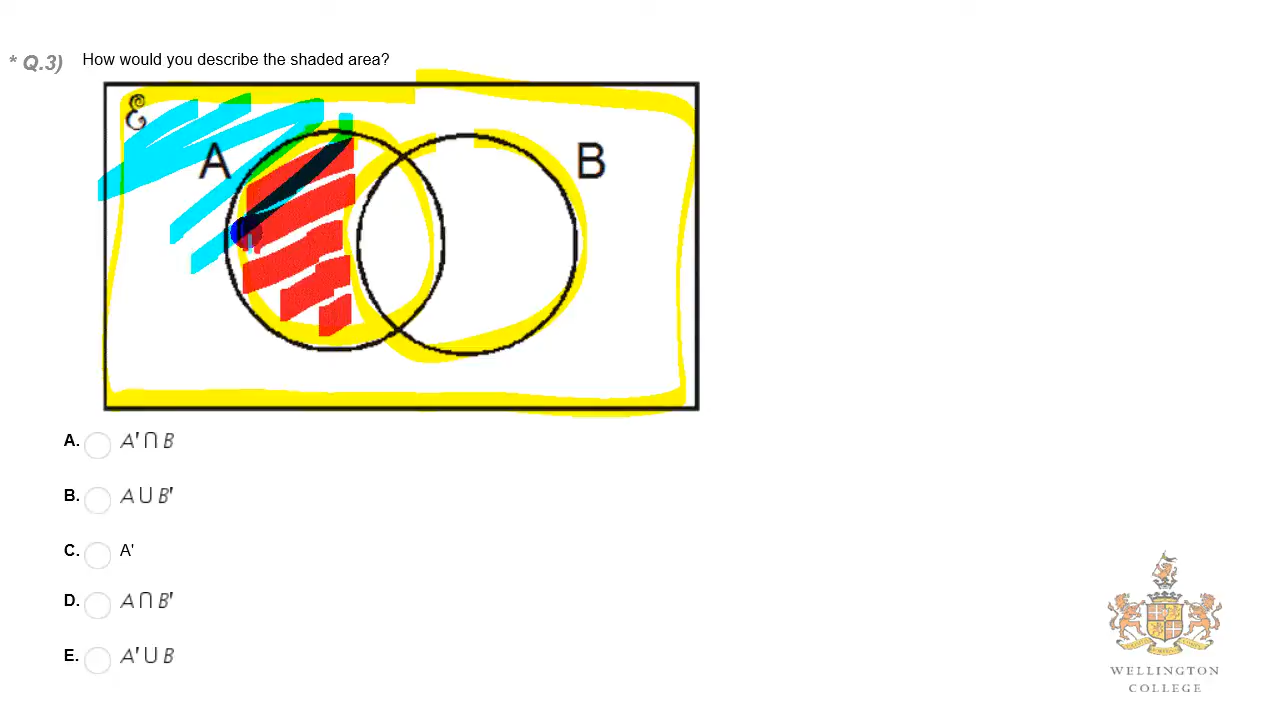 * Q.3) How would you describe the shaded area?
ℰ
A B
A. A' ∩ B
B. A ∪ B'
C. A'
D. A ∩ B'
E. A' ∪ B
WELLINGTON
COLLEGE